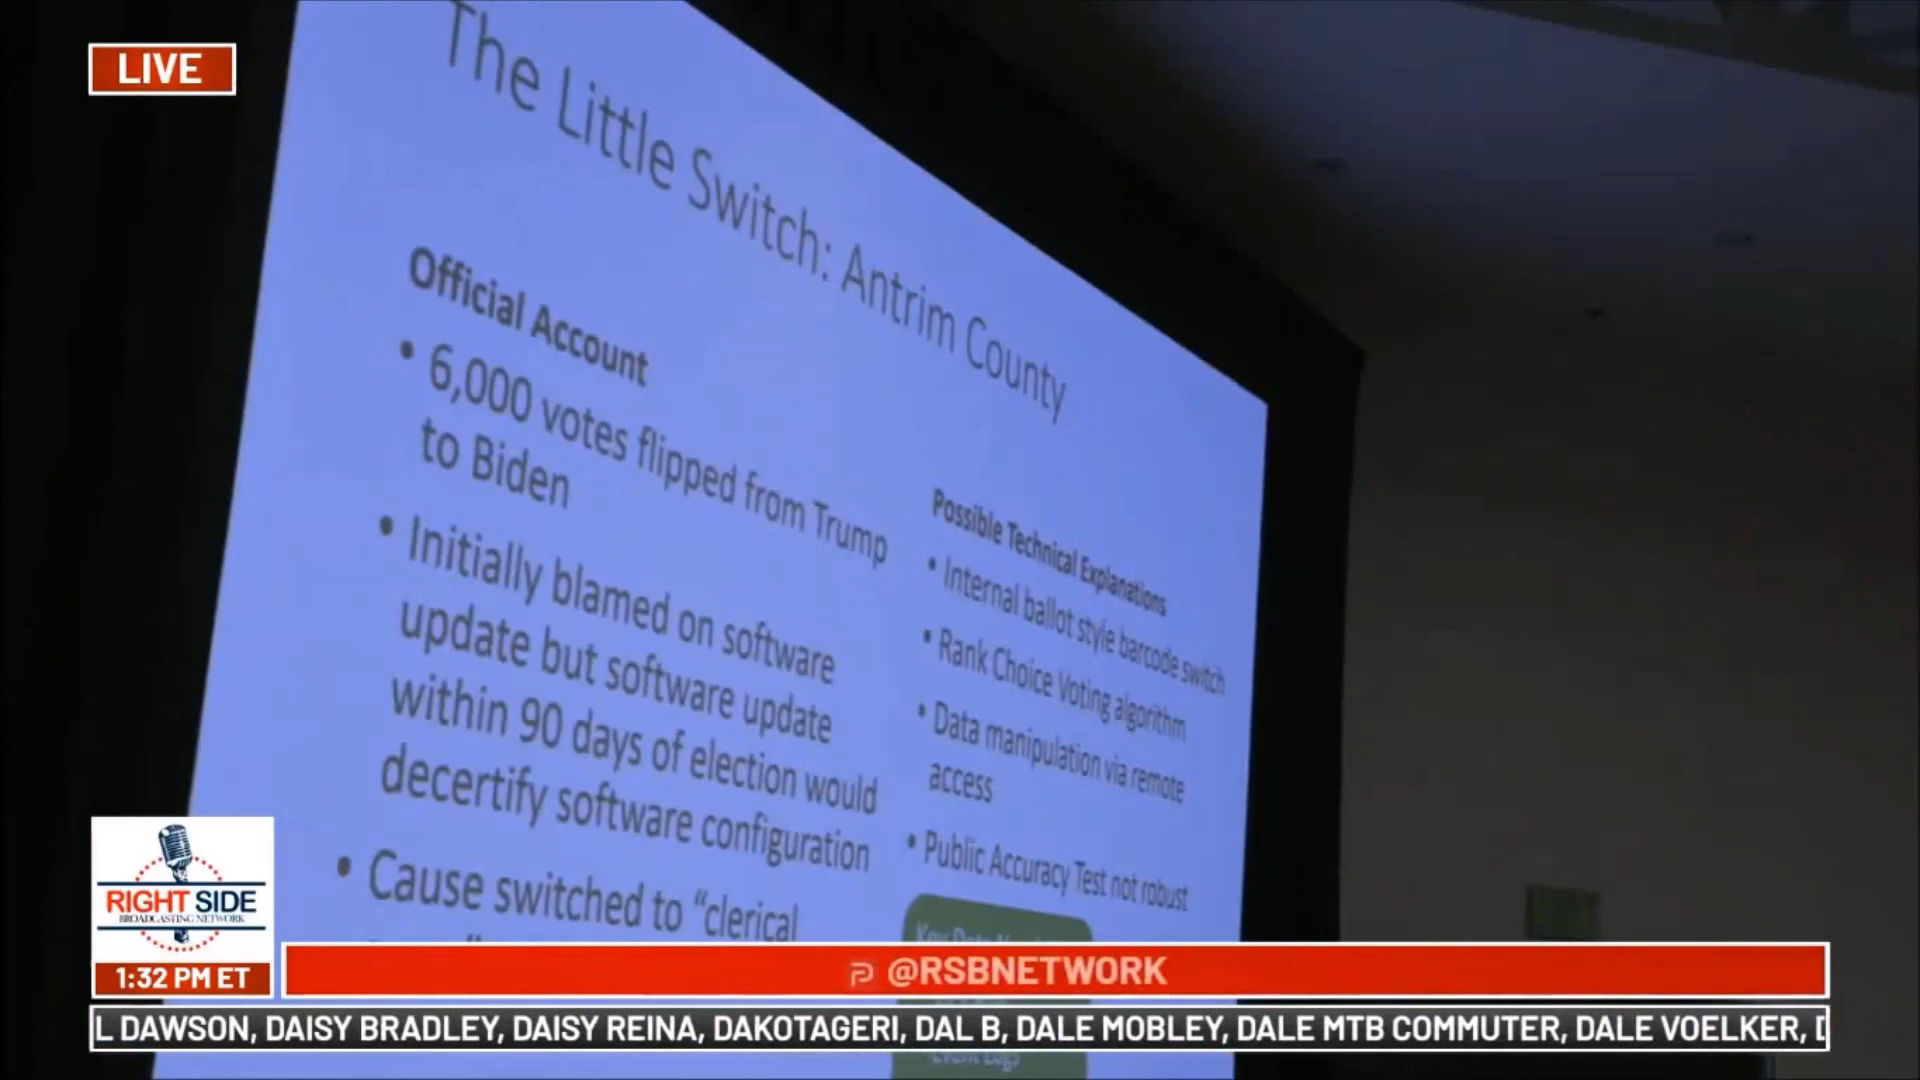 LIVE
The Little Switch: Antrim County
Official Account
• 6,000 votes flipped from Trump
to Biden
• Initially blamed on software
update but software update
within 90 days of election would
decertify software configuration
• Cause switched to "clerical
Possible Technical Explanations
• Internal ballot style barcode switch
• Rank Choice Voting algorithm
• Data manipulation via remote
access
• Public Accuracy Test not robust
Key Data
Event Logs
RIGHT SIDE
BROADCASTING NETWORK
1:32 PM ET
@RSBNETWORK
L DAWSON, DAISY BRADLEY, DAISY REINA, DAKOTAGERI, DAL B, DALE MOBLEY, DALE MTB COMMUTER, DALE VOELKER, D